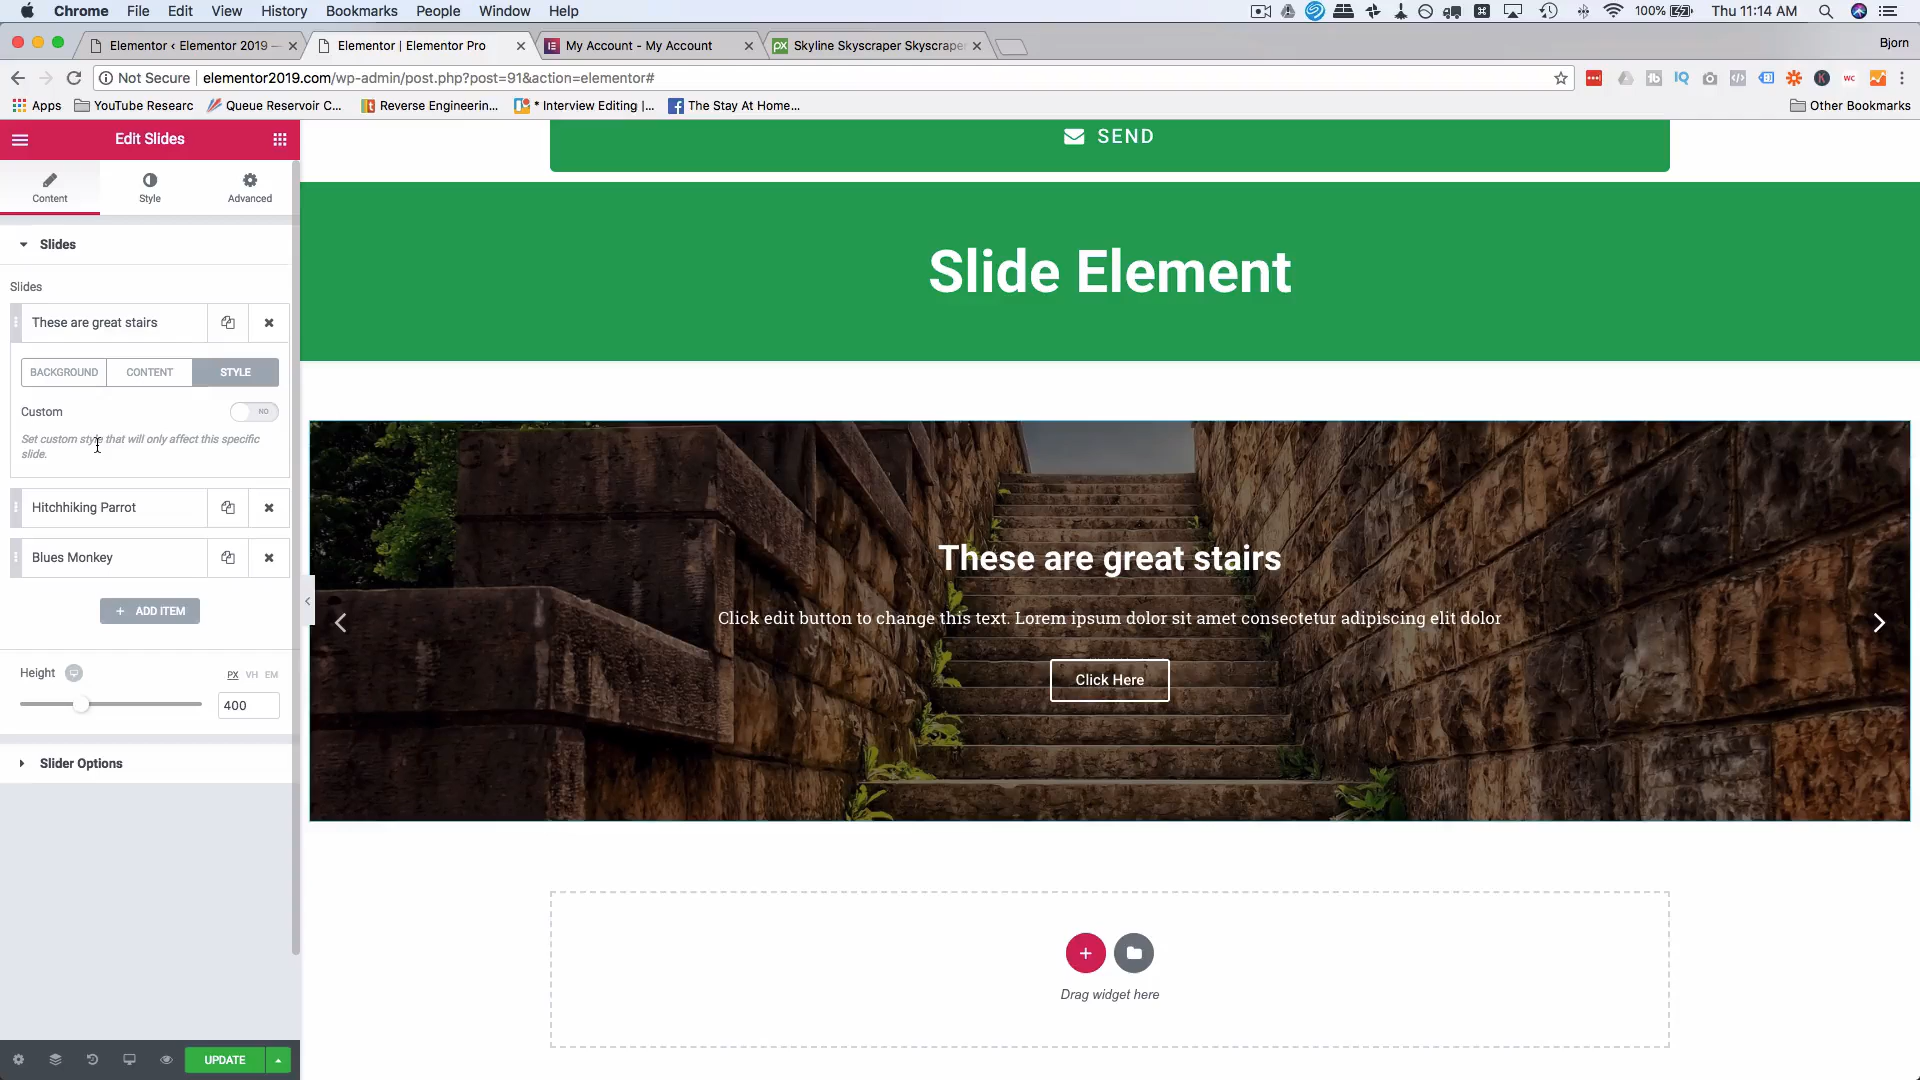 Chrome File Edit View History Bookmarks People Window Help 100% Thu 11:14 AM
Elementor ‹ Elementor 2019 —
Elementor | Elementor Pro
My Account - My Account
Skyline Skyscraper Skyscraper
Bjorn
Not Secure elementor2019.com/wp-admin/post.php?post=91&action=elementor#
Apps YouTube Researc Queue Reservoir C... Reverse Engineerin... * Interview Editing |... The Stay At Home... Other Bookmarks
Edit Slides
Content Style Advanced
Slides
Slides
These are great stairs
BACKGROUND CONTENT STYLE
Custom NO
Set custom style that will only affect this specific
slide.
Hitchhiking Parrot
Blues Monkey
+ ADD ITEM
Height PX VH EM
400
Slider Options
UPDATE
SEND
Slide Element
These are great stairs
Click edit button to change this text. Lorem ipsum dolor sit amet consectetur adipiscing elit dolor
Click Here
Drag widget here